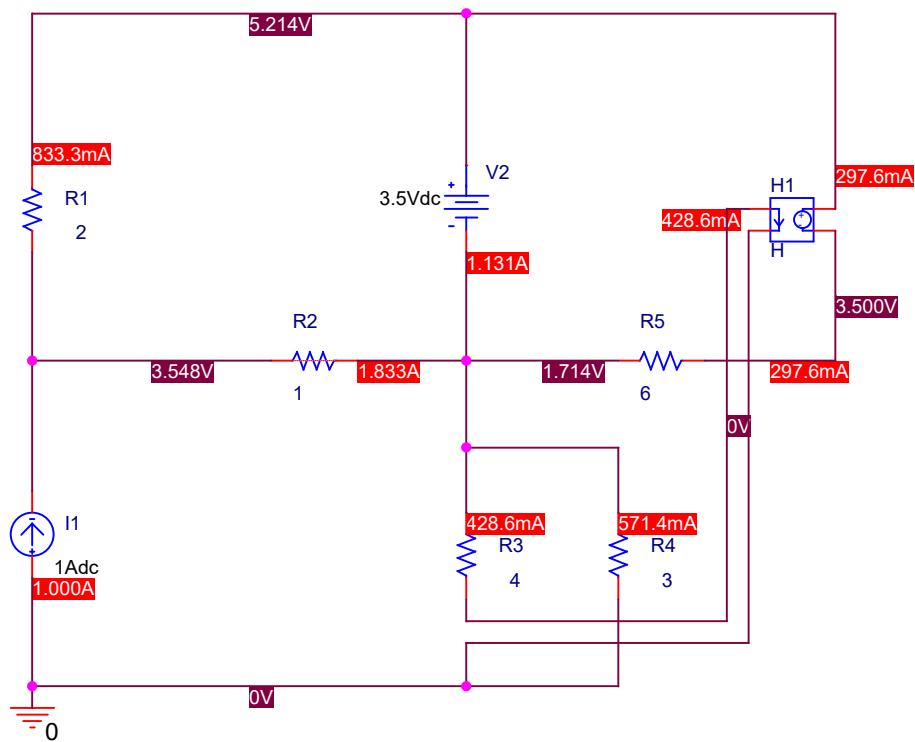 5.214V
833.3mA
R1
2
V2
3.5Vdc
+
-
1.131A
297.6mA
H1
428.6mA
+
-
H
3.500V
R2
R5
3.548V
1.833A
1.714V
297.6mA
1
6
0V
428.6mA
571.4mA
R3
R4
4
3
-
I1
+
1Adc
1.000A
0V
0